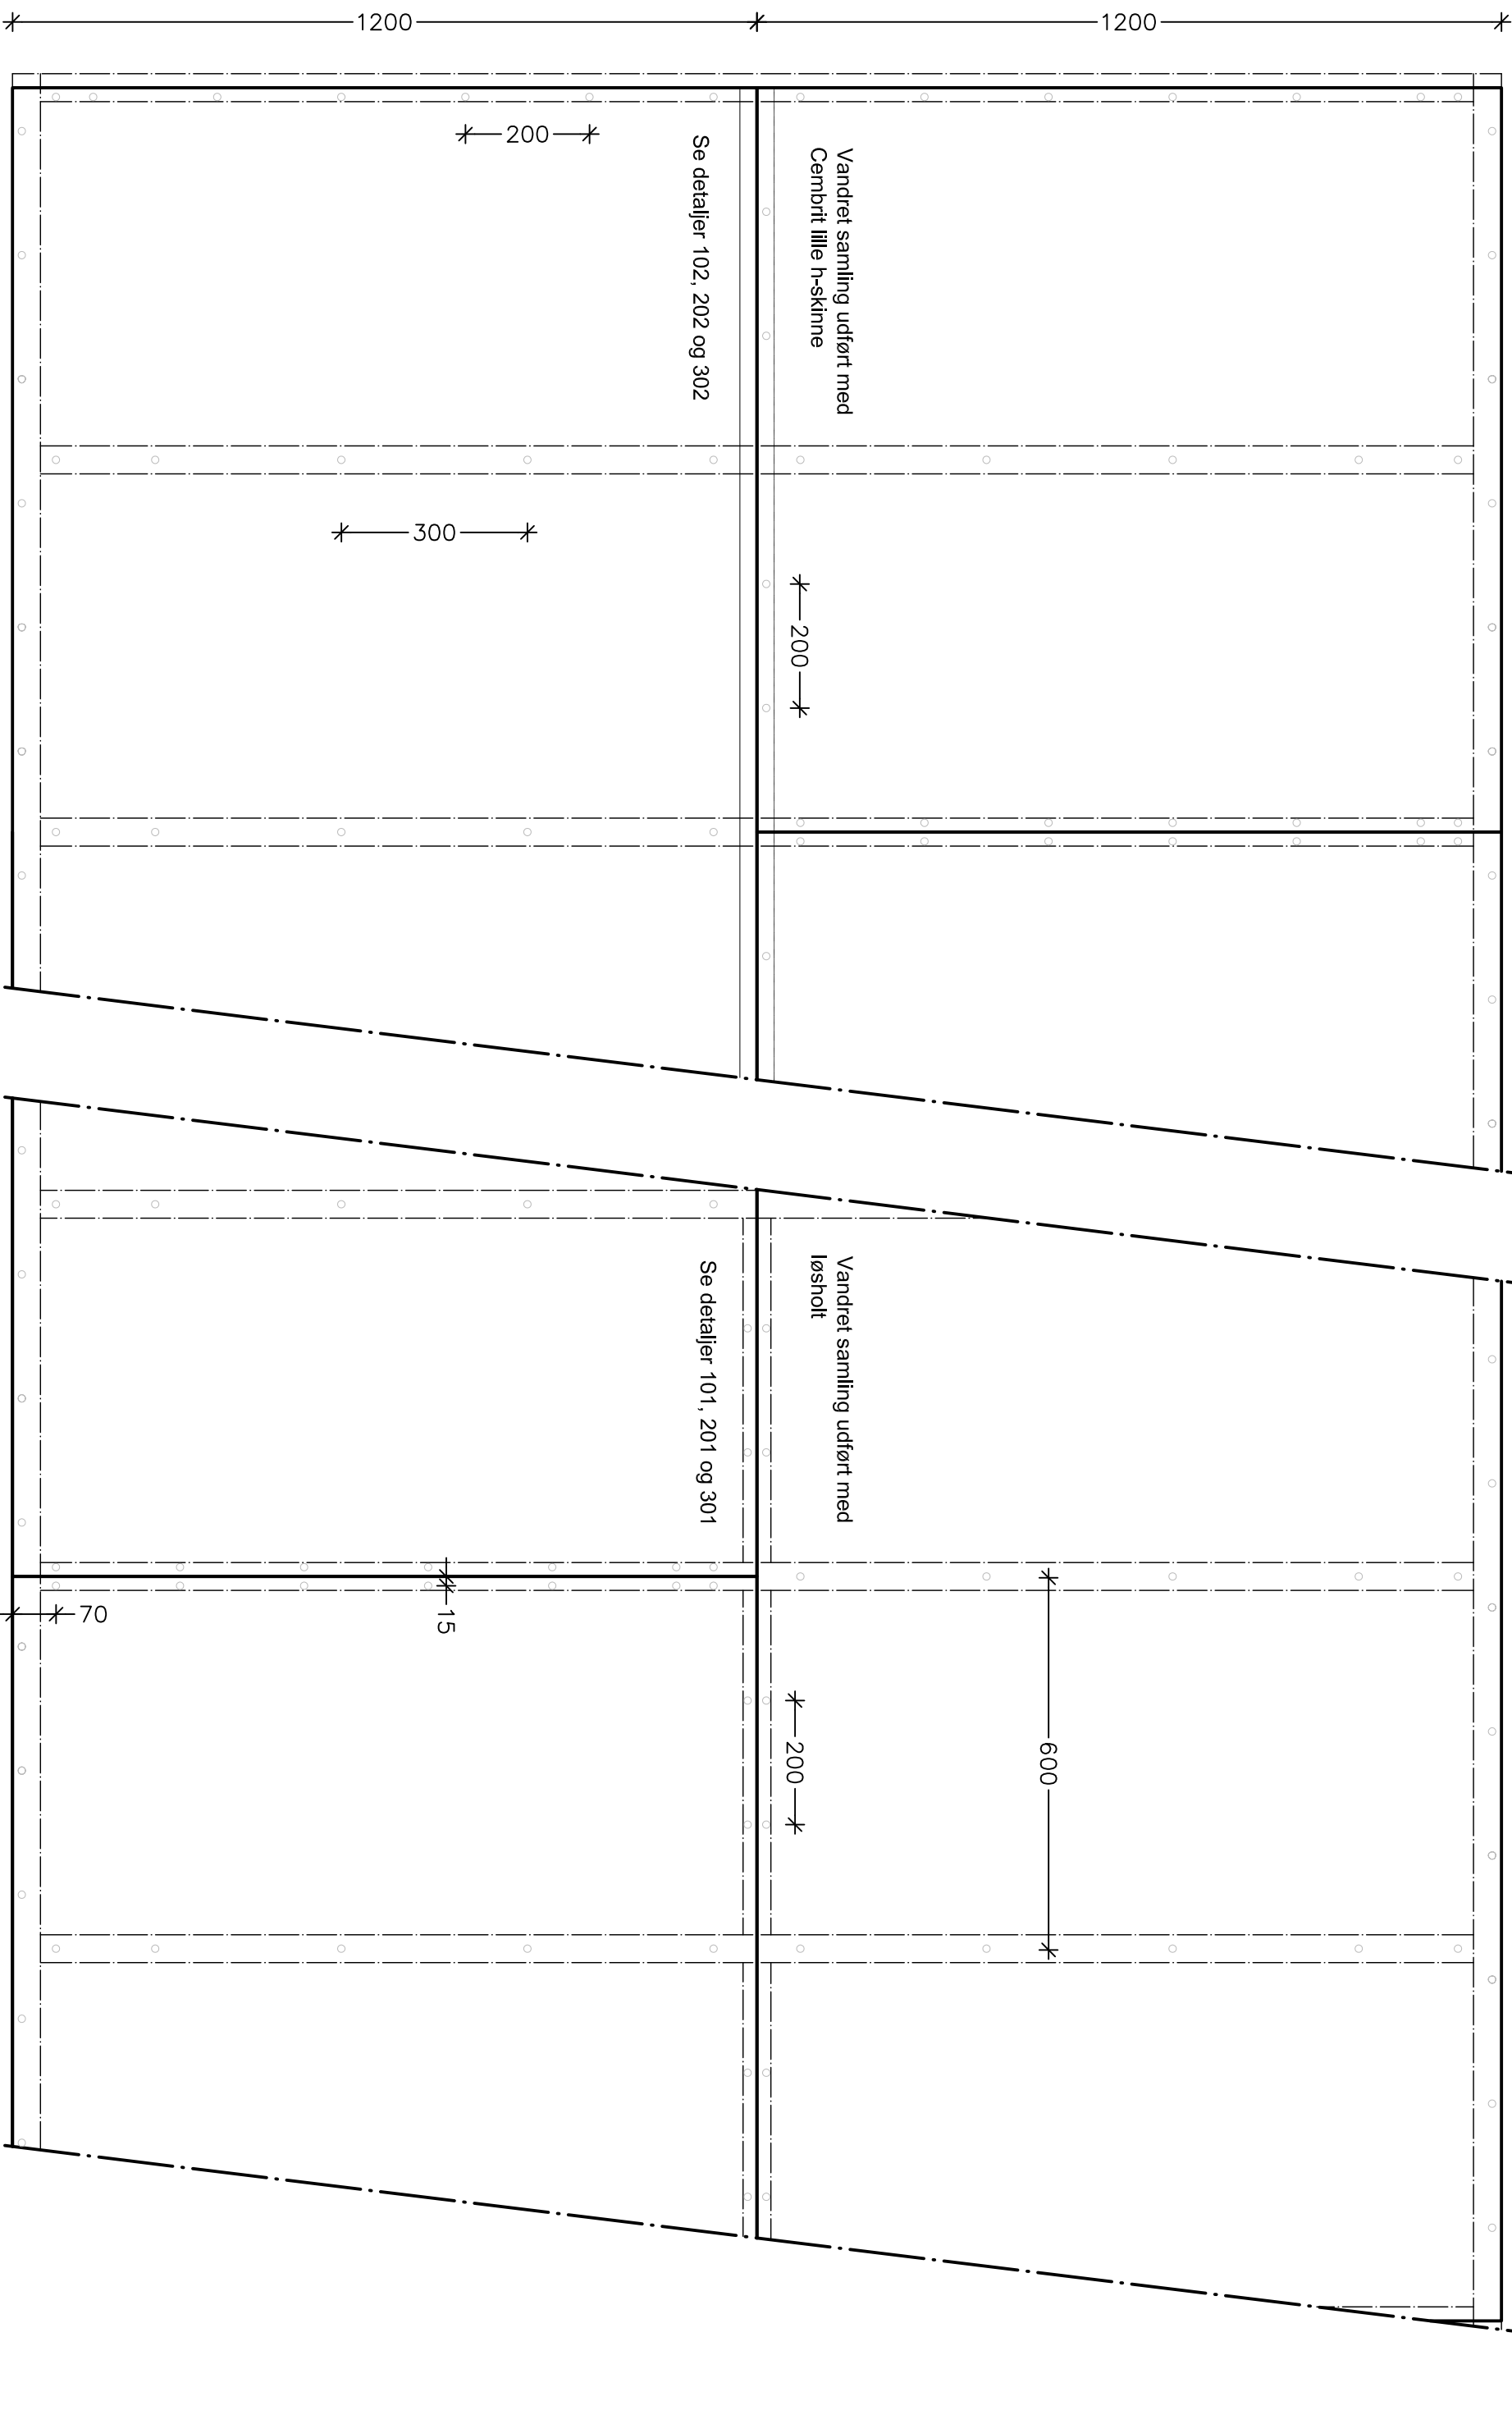 1200
1200
200
Se detaljer 102, 202 og 302
Vandret samling udført med
Cembrit lille h-skinne
300
200
Se detaljer 101, 201 og 301
Vandret samling udført med
løsholt
70
15
200
600